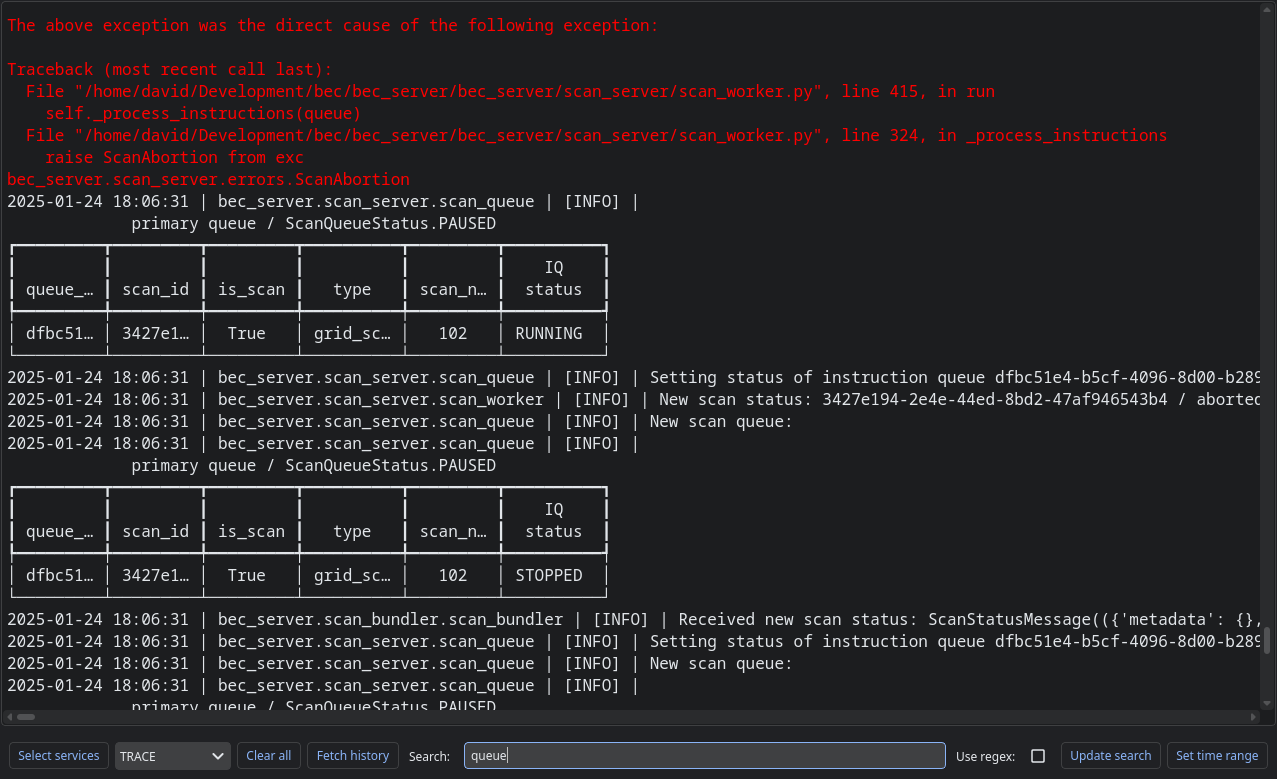 The above exception was the direct cause of the following exception:
Traceback (most recent call last):
File "/home/david/Development/bec/bec_server/bec_server/scan_server/scan_worker.py", line 415, in run
self._process_instructions(queue)
File "/home/david/Development/bec/bec_server/bec_server/scan_server/scan_worker.py", line 324, in _process_instructions
raise ScanAbortion from exc
bec_server.scan_server.errors.ScanAbortion
2025-01-24 18:06:31 | bec_server.scan_server.scan_queue | [INFO] |
primary queue / ScanQueueStatus.PAUSED
IQ
queue_… scan_id is_scan type scan_n… status
dfbc51… 3427e1… True grid_sc… 102 RUNNING
2025-01-24 18:06:31 | bec_server.scan_server.scan_queue | [INFO] | Setting status of instruction queue dfbc51e4-b5cf-4096-8d00-b289
2025-01-24 18:06:31 | bec_server.scan_server.scan_worker | [INFO] | New scan status: 3427e194-2e4e-44ed-8bd2-47af946543b4 / aborted
2025-01-24 18:06:31 | bec_server.scan_server.scan_queue | [INFO] | New scan queue:
2025-01-24 18:06:31 | bec_server.scan_server.scan_queue | [INFO] |
primary queue / ScanQueueStatus.PAUSED
IQ
queue_… scan_id is_scan type scan_n… status
dfbc51… 3427e1… True grid_sc… 102 STOPPED
2025-01-24 18:06:31 | bec_server.scan_bundler.scan_bundler | [INFO] | Received new scan status: ScanStatusMessage(({'metadata': {},
2025-01-24 18:06:31 | bec_server.scan_server.scan_queue | [INFO] | Setting status of instruction queue dfbc51e4-b5cf-4096-8d00-b289
2025-01-24 18:06:31 | bec_server.scan_server.scan_queue | [INFO] | New scan queue:
2025-01-24 18:06:31 | bec_server.scan_server.scan_queue | [INFO] |
primary queue / ScanQueueStatus.PAUSED
Select services TRACE Clear all Fetch history Search: queue Use regex: Update search Set time range